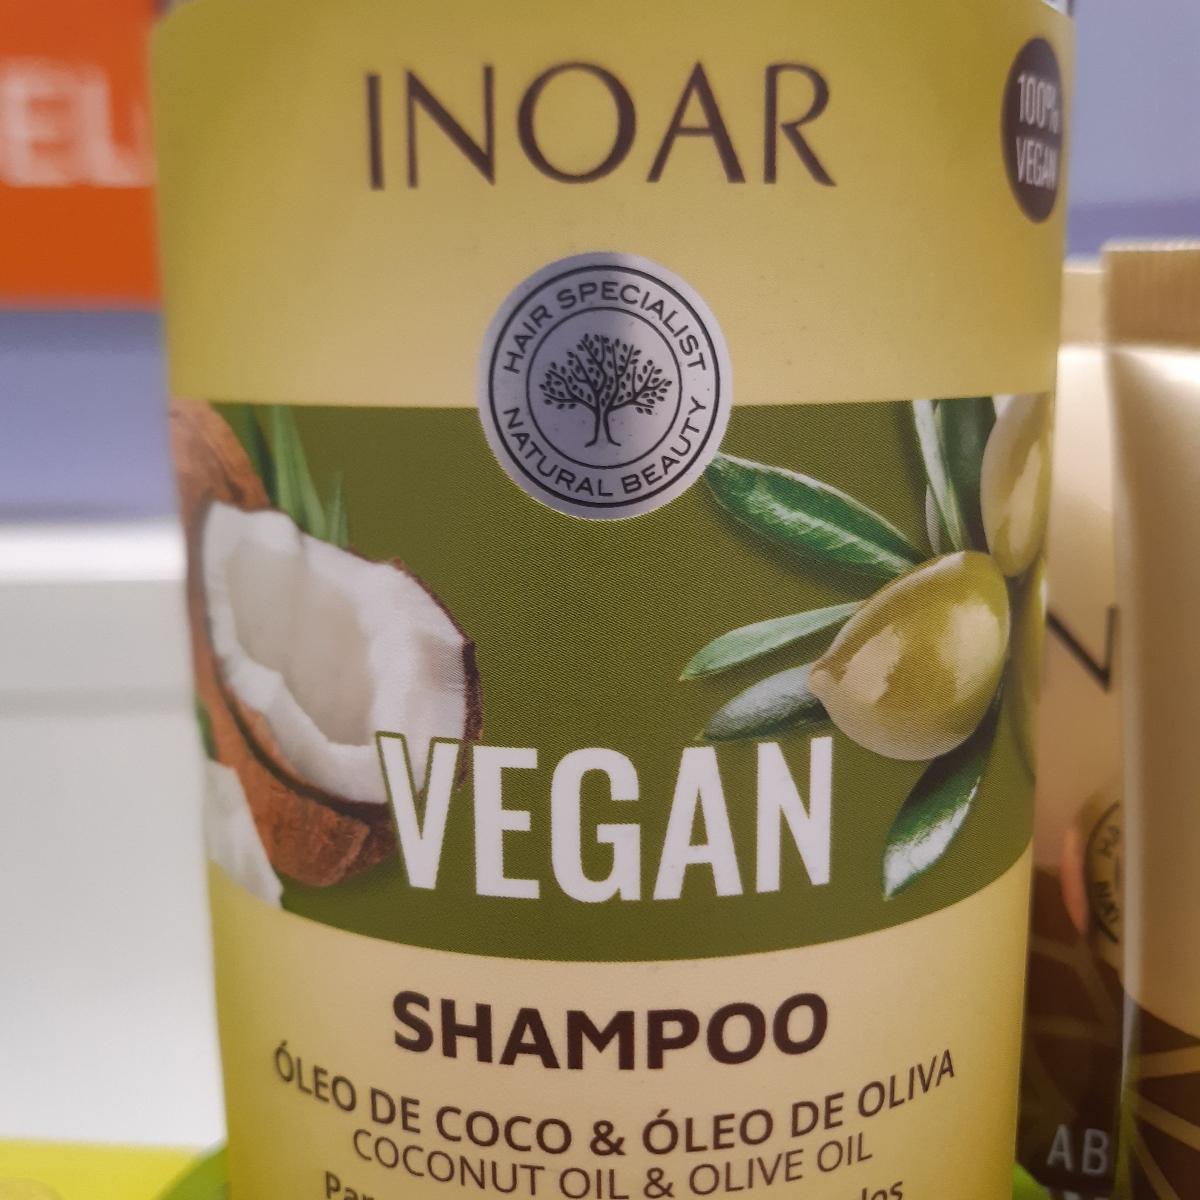 INOAR
100%
VEGAN
HAIR SPECIALIST
NATURAL BEAUTY
VEGAN
SHAMPOO
ÓLEO DE COCO & ÓLEO DE OLIVA
COCONUT OIL & OLIVE OIL
AB